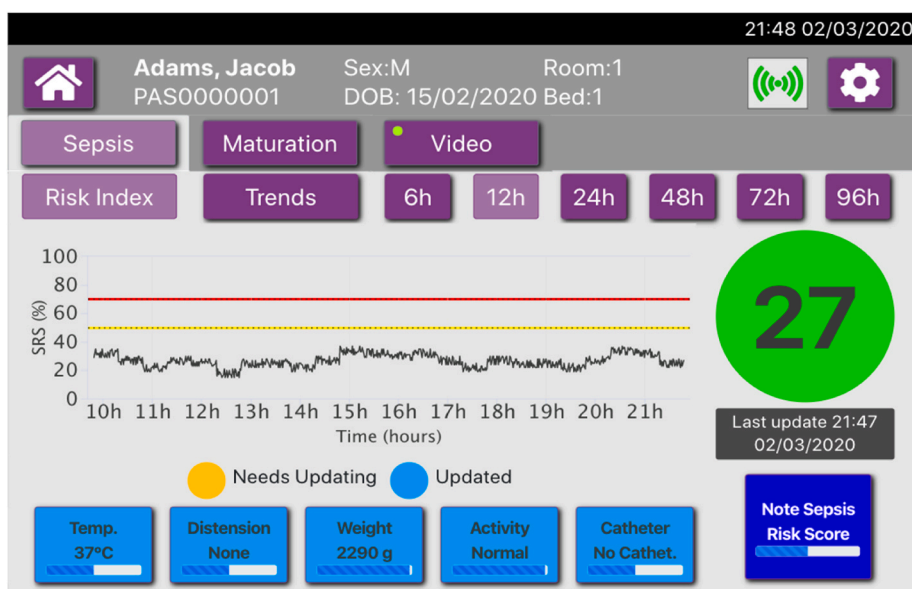 21:48 02/03/2020
Adams, Jacob Sex:M Room:1
PAS0000001 DOB: 15/02/2020 Bed:1
Sepsis Maturation Video
Risk Index Trends 6h 12h 24h 48h 72h 96h
100
80
60
40
20
0
SRS (%)
10h 11h 12h 13h 14h 15h 16h 17h 18h 19h 20h 21h
Time (hours)
27
Last update 21:47
02/03/2020
Needs Updating Updated
Temp.
37°C
Distension
None
Weight
2290 g
Activity
Normal
Catheter
No Cathet.
Note Sepsis
Risk Score